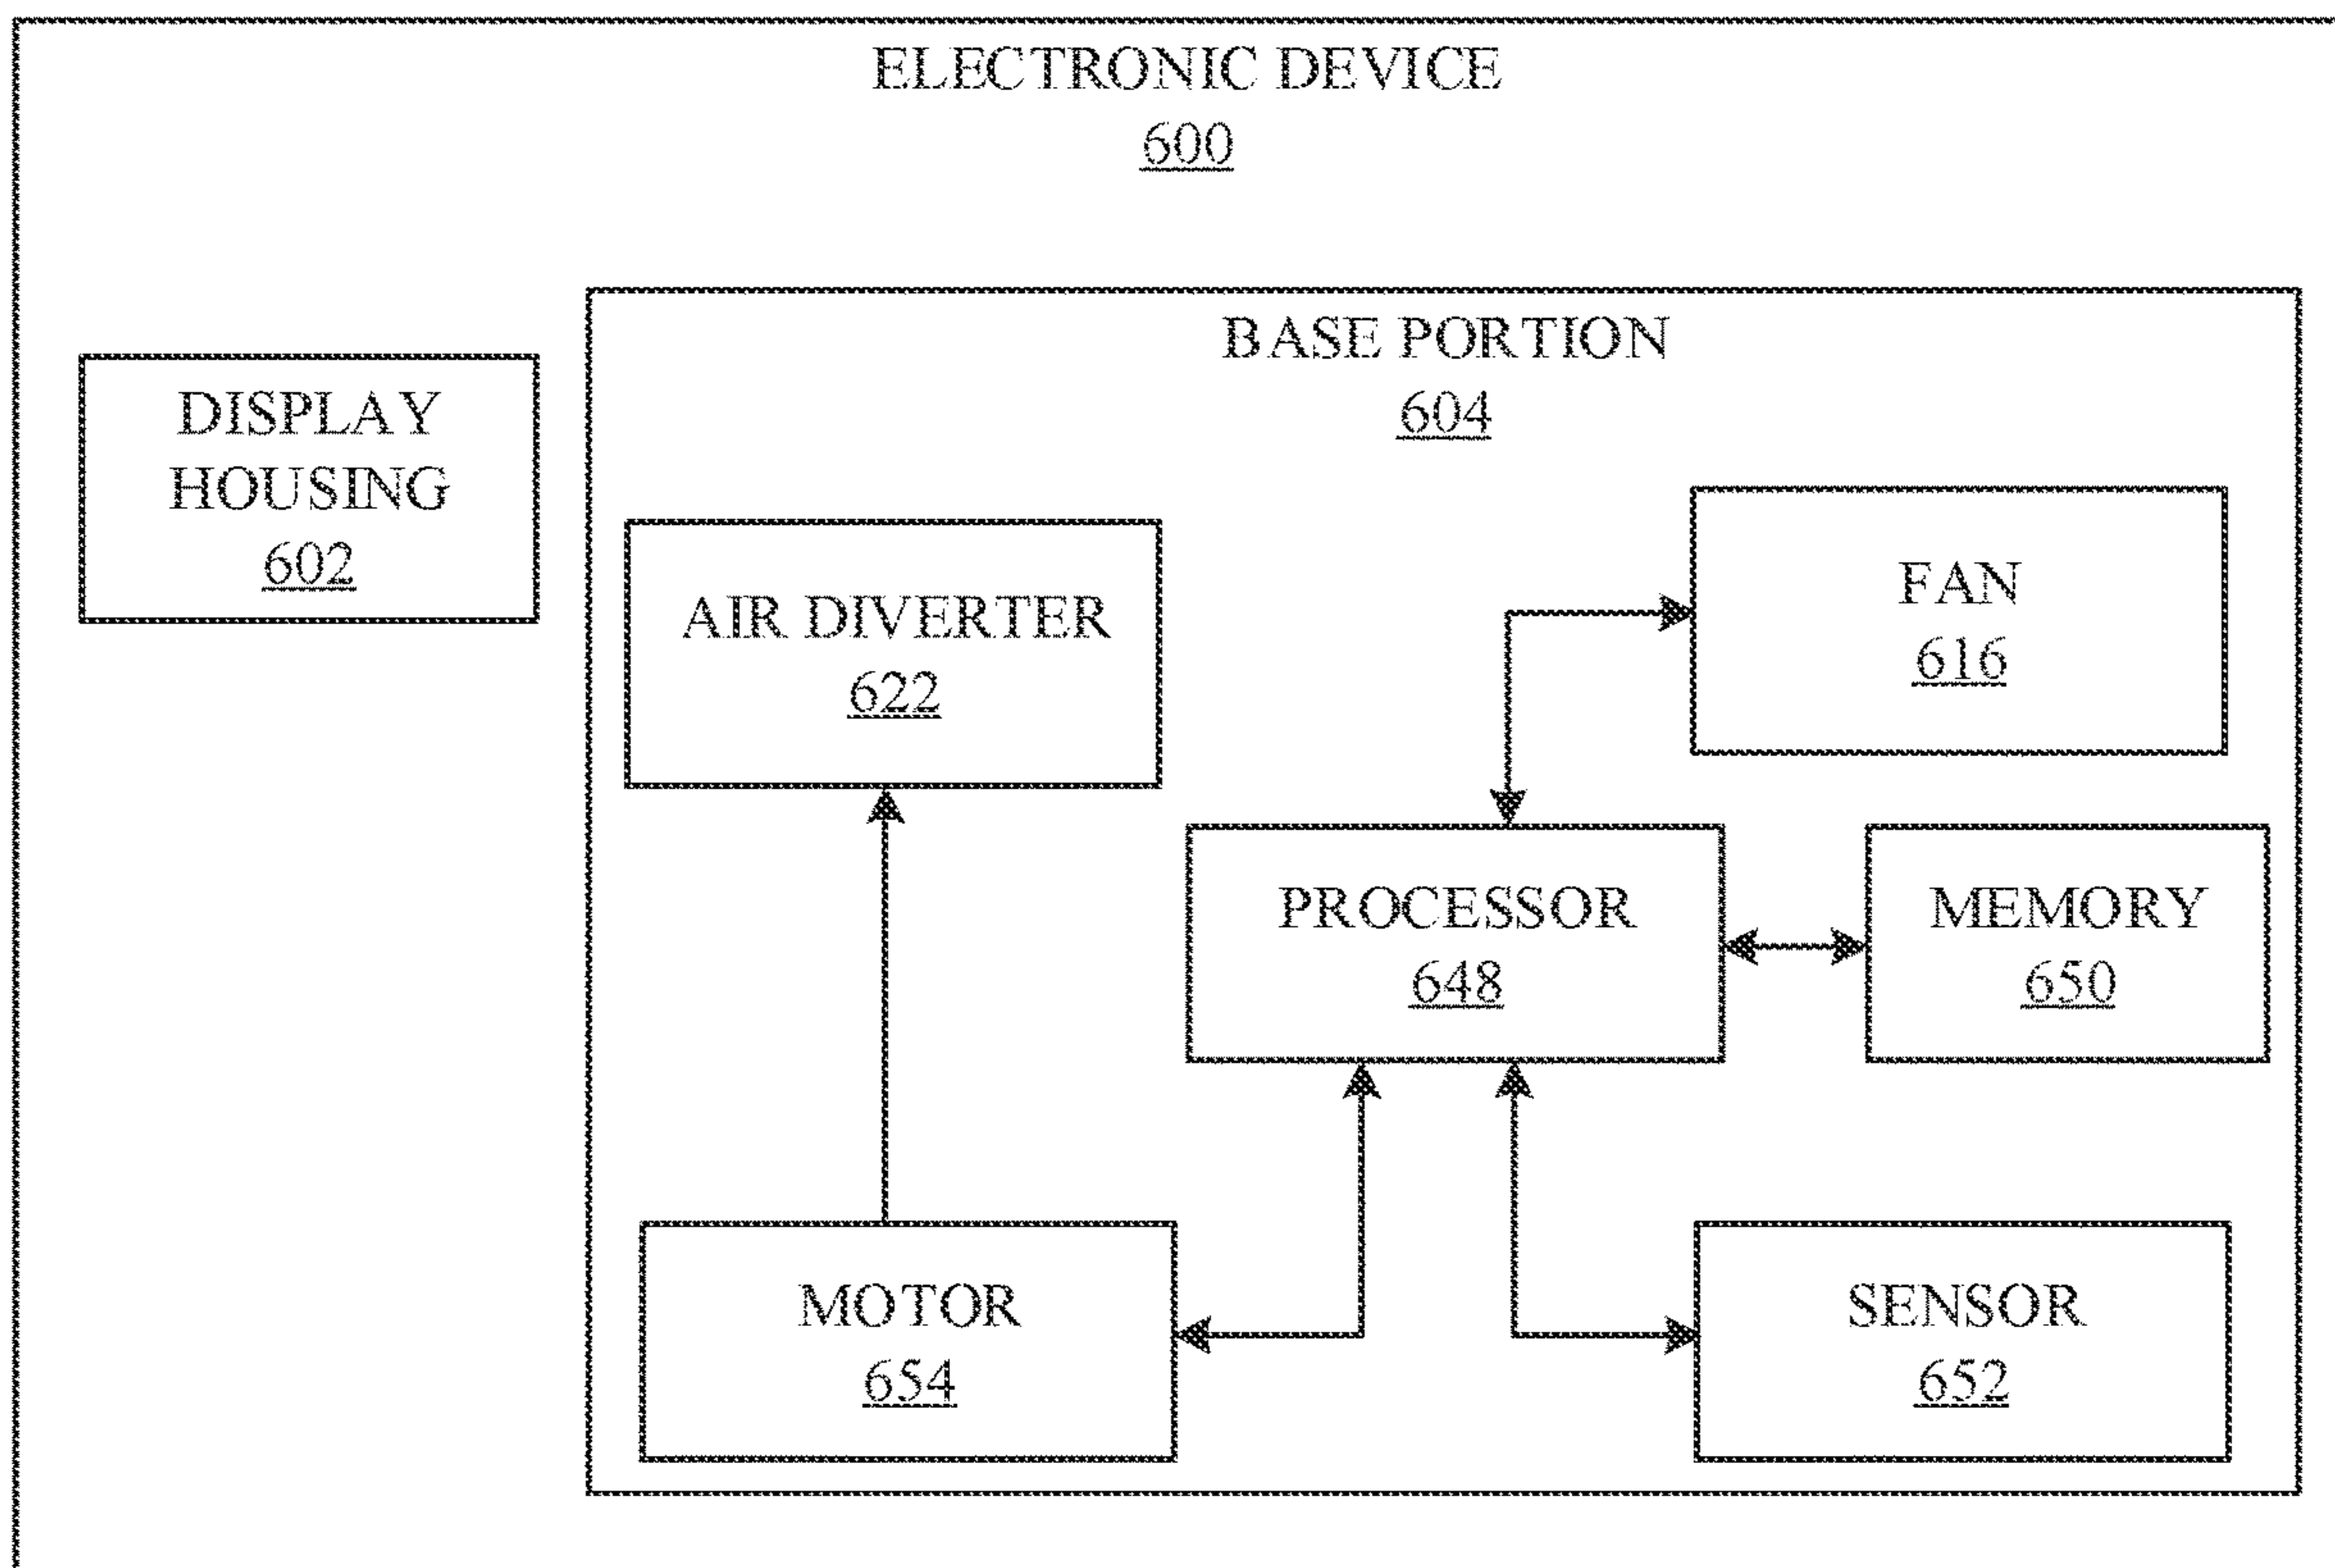 ELECTRONIC DEVICE
600
BASE PORTION
604
DISPLAY
HOUSING
602
AIR DIVERTER
622
FAN
616
PROCESSOR
648
MEMORY
650
MOTOR
654
SENSOR
652